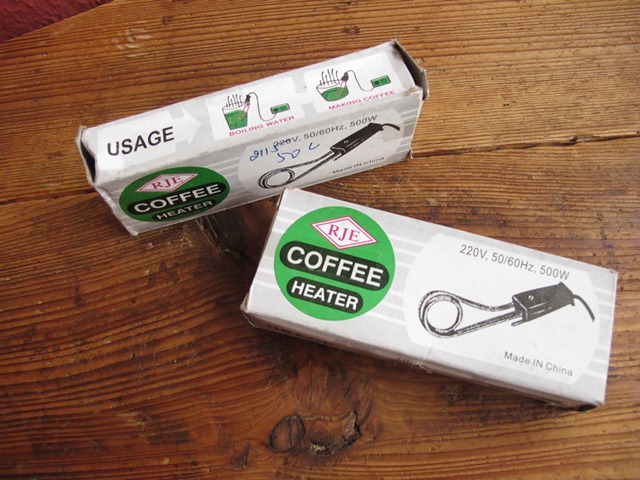 USAGE
BOILING WATER
MAKING COFFEE
220V, 50/60Hz, 500W
Made In China
RJE
COFFEE
HEATER
RJE
COFFEE
HEATER
220V, 50/60Hz, 500W
Made IN China